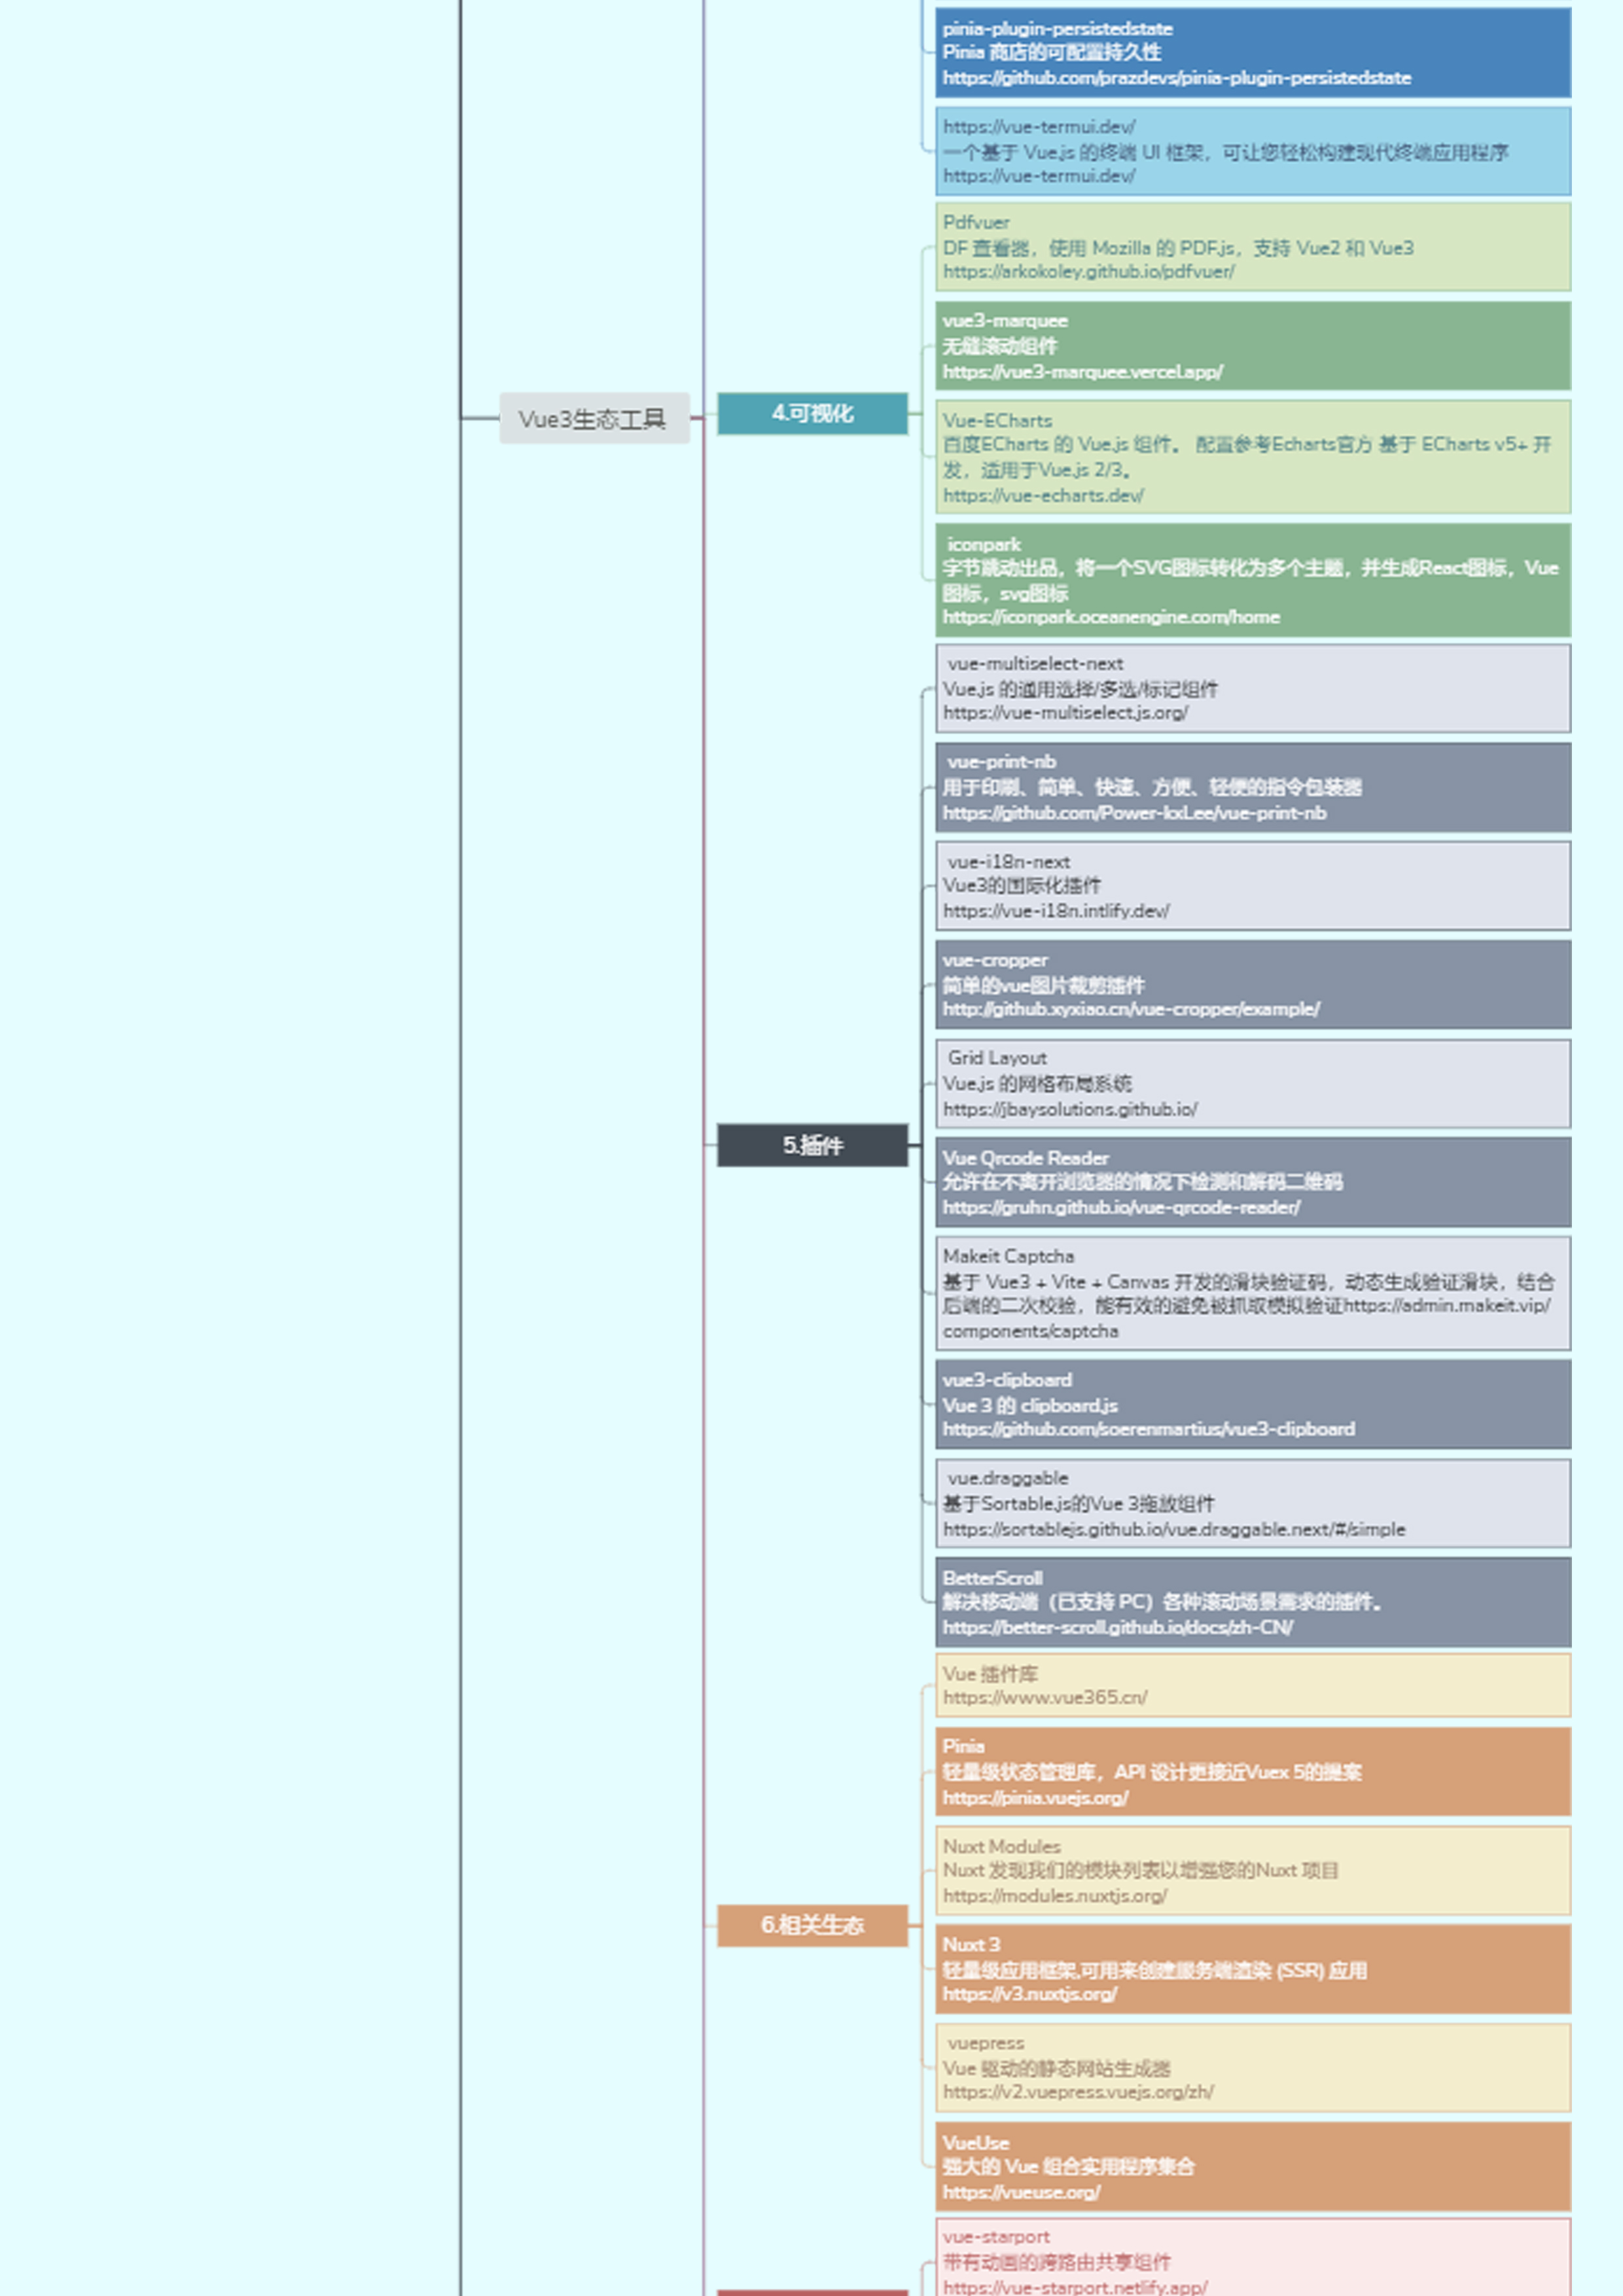 pinia-plugin-persistedstate
Pinia 商店的可配置持久性
https://github.com/prazdevs/pinia-plugin-persistedstate
https://vue-termui.dev/
一个基于 Vue.js 的终端 UI 框架，可让您轻松构建现代终端应用程序
https://vue-termui.dev/
Vue3生态工具
4.可视化
Pdfvuer
DF 查看器，使用 Mozilla 的 PDF.js，支持 Vue2 和 Vue3
https://arkokoley.github.io/pdfvuer/
vue3-marquee
无缝滚动组件
https://vue3-marquee.vercel.app/
Vue-ECharts
百度ECharts 的 Vue.js 组件。 配置参考Echarts官方 基于 ECharts v5+ 开
发，适用于Vue.js 2/3。
https://vue-echarts.dev/
iconpark
字节跳动出品，将一个SVG图标转化为多个主题，并生成React图标，Vue
图标，svg图标
https://iconpark.oceanengine.com/home
5.插件
vue-multiselect-next
Vue.js 的通用选择/多选/标记组件
https://vue-multiselect.js.org/
vue-print-nb
用于印刷、简单、快速、方便、轻便的指令包装器
https://github.com/Power-kxLee/vue-print-nb
vue-i18n-next
Vue3的国际化插件
https://vue-i18n.intlify.dev/
vue-cropper
简单的vue图片裁剪插件
http://github.xyxiao.cn/vue-cropper/example/
Grid Layout
Vue.js 的网格布局系统
https://jbaysolutions.github.io/
Vue Qrcode Reader
允许在不离开浏览器的情况下检测和解码二维码
https://gruhn.github.io/vue-qrcode-reader/
Makeit Captcha
基于 Vue3 + Vite + Canvas 开发的滑块验证码，动态生成验证滑块，结合
后端的二次校验，能有效的避免被抓取模拟验证https://admin.makeit.vip/
components/captcha
vue3-clipboard
Vue 3 的 clipboard.js
https://github.com/soerenmartius/vue3-clipboard
vue.draggable
基于Sortable.js的Vue 3拖放组件
https://sortablejs.github.io/vue.draggable.next/#/simple
BetterScroll
解决移动端（已支持 PC）各种滚动场景需求的插件。
https://better-scroll.github.io/docs/zh-CN/
6.相关生态
Vue 插件库
https://www.vue365.cn/
Pinia
轻量级状态管理库，API 设计更接近Vuex 5的提案
https://pinia.vuejs.org/
Nuxt Modules
Nuxt 发现我们的模块列表以增强您的Nuxt 项目
https://modules.nuxtjs.org/
Nuxt 3
轻量级应用框架,可用来创建服务端渲染 (SSR) 应用
https://v3.nuxtjs.org/
vuepress
Vue 驱动的静态网站生成器
https://v2.vuepress.vuejs.org/zh/
VueUse
强大的 Vue 组合实用程序集合
https://vueuse.org/
vue-starport
带有动画的跨路由共享组件
https://vue-starport.netlify.app/